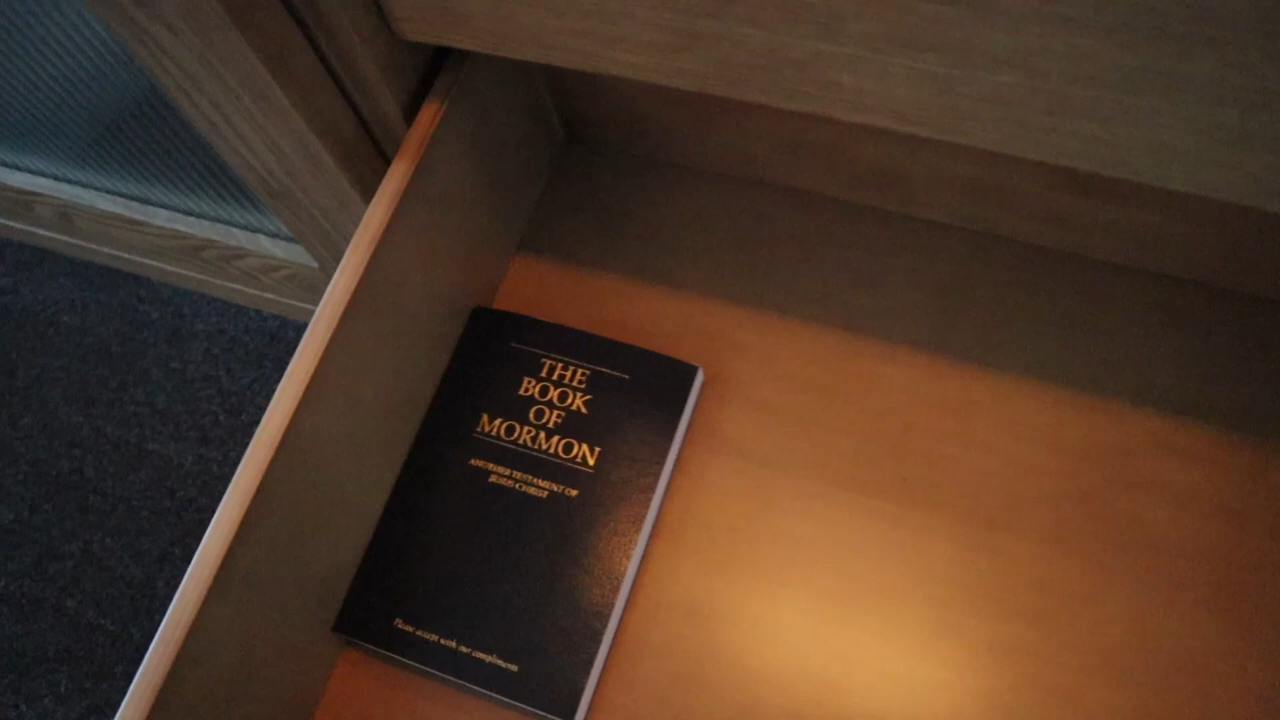 THE
BOOK
OF
MORMON
ANOTHER TESTAMENT OF
JESUS CHRIST
Please accept with our compliments